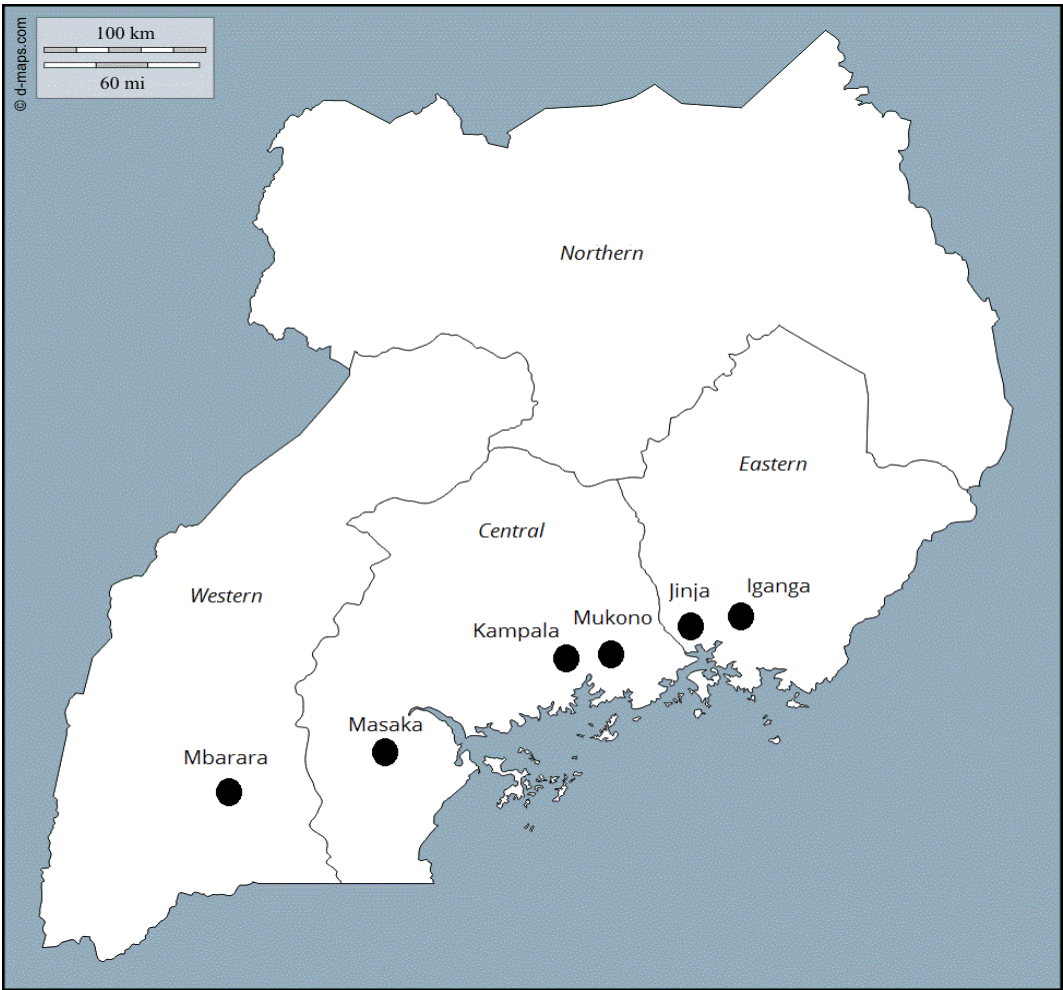 © d-maps.com
100 km
60 mi
Northern
Eastern
Central
Western
Jinja
Iganga
Kampala
Mukono
Masaka
Mbarara